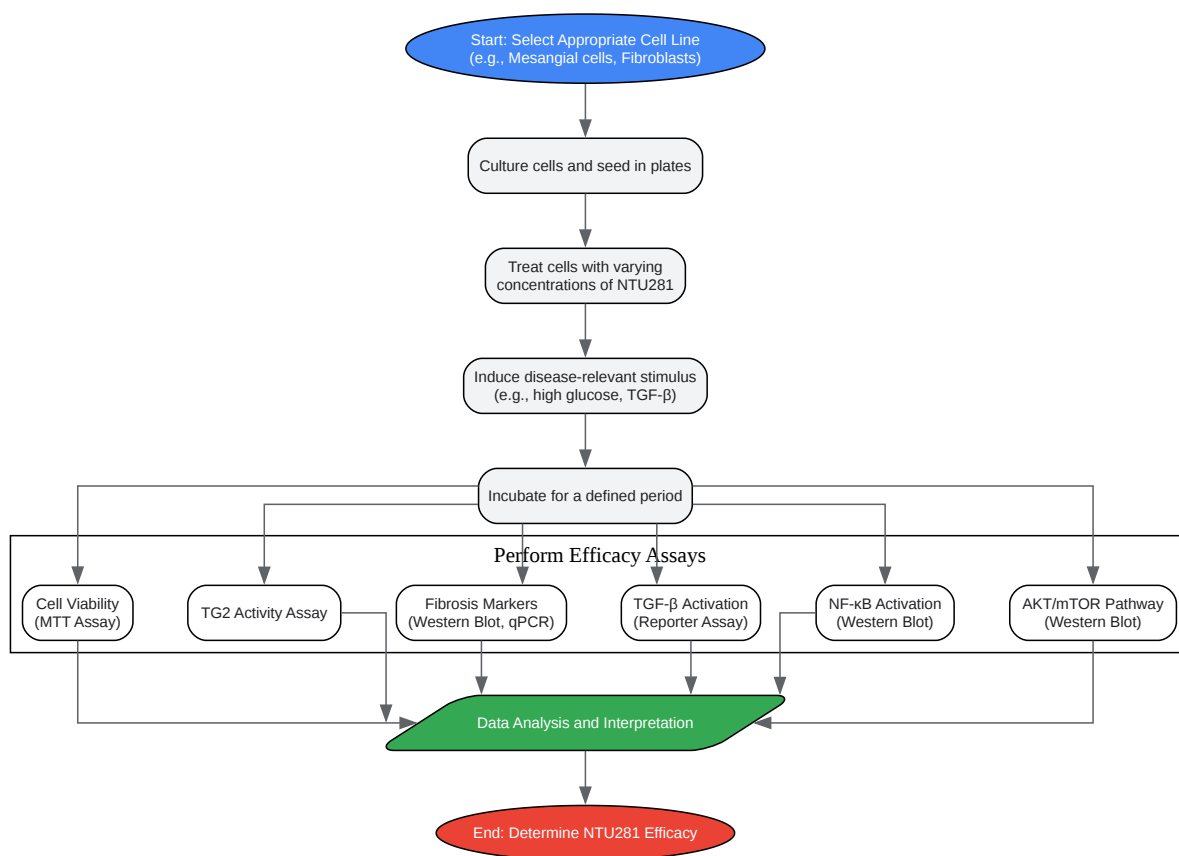 Start: Select Appropriate Cell Line
(e.g., Mesangial cells, Fibroblasts)
Culture cells and seed in plates
Treat cells with varying
concentrations of NTU281
Induce disease-relevant stimulus
(e.g., high glucose, TGF-β)
Incubate for a defined period
Perform Efficacy Assays
Cell Viability
(MTT Assay)
TG2 Activity Assay
Fibrosis Markers
(Western Blot, qPCR)
TGF-β Activation
(Reporter Assay)
NF-κB Activation
(Western Blot)
AKT/mTOR Pathway
(Western Blot)
Data Analysis and Interpretation
End: Determine NTU281 Efficacy